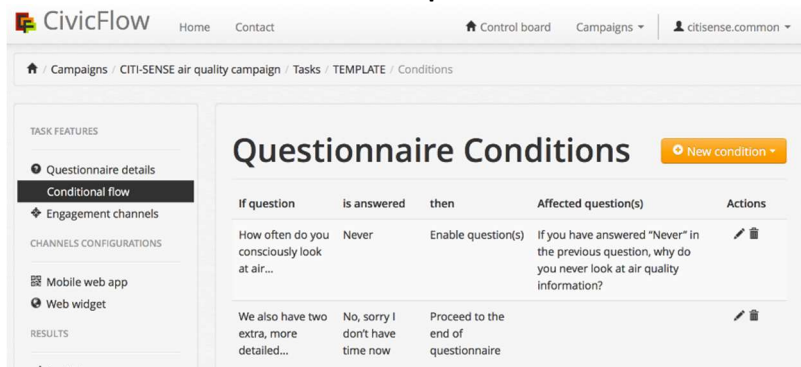 CivicFlow Home Contact Control board Campaigns citisense.common
/ Campaigns / CITI-SENSE air quality campaign / Tasks / TEMPLATE / Conditions
TASK FEATURES
Questionnaire details
Conditional flow
Engagement channels
CHANNELS CONFIGURATIONS
Mobile web app
Web widget
RESULTS
Questionnaire Conditions
New condition
If question is answered then Affected question(s) Actions
How often do you Never Enable question(s) If you have answered “Never” in
consciously look the previous question, why do
at air... you never look at air quality
information?
We also have two No, sorry I Proceed to the
extra, more don't have end of
detailed... time now questionnaire